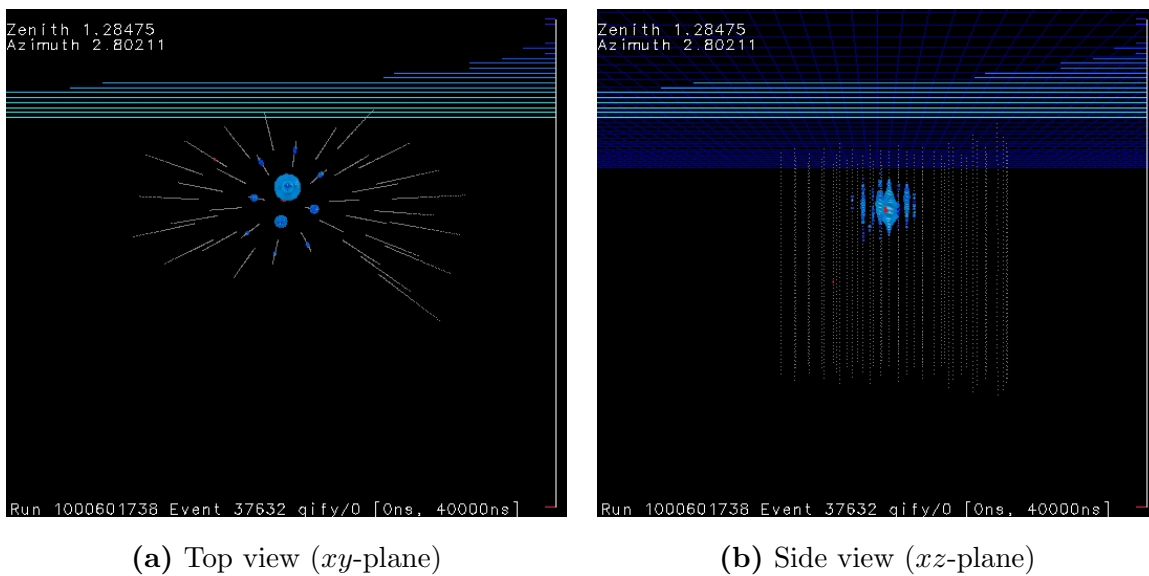 Zenith 1.28475
Azimuth 2.80211
Run 1000601738 Event 37632 gify/0 [0ns, 40000ns]
(a) Top view (xy-plane)
Zenith 1.28475
Azimuth 2.80211
Run 1000601738 Event 37632 gify/0 [0ns, 40000ns]
(b) Side view (xz-plane)